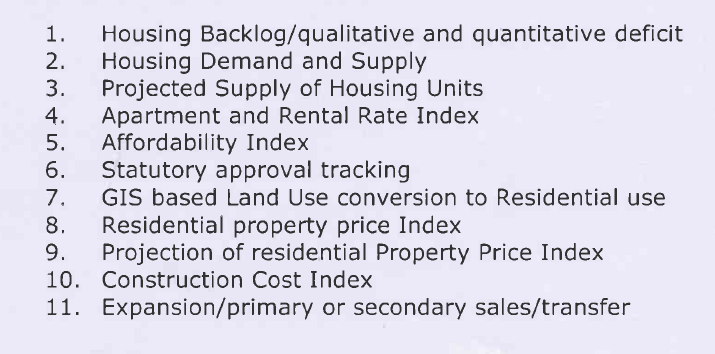 1. Housing Backlog/qualitative and quantitative deficit
2. Housing Demand and Supply
3. Projected Supply of Housing Units
4. Apartment and Rental Rate Index
5. Affordability Index
6. Statutory approval tracking
7. GIS based Land Use conversion to Residential use
8. Residential property price Index
9. Projection of residential Property Price Index
10. Construction Cost Index
11. Expansion/primary or secondary sales/transfer